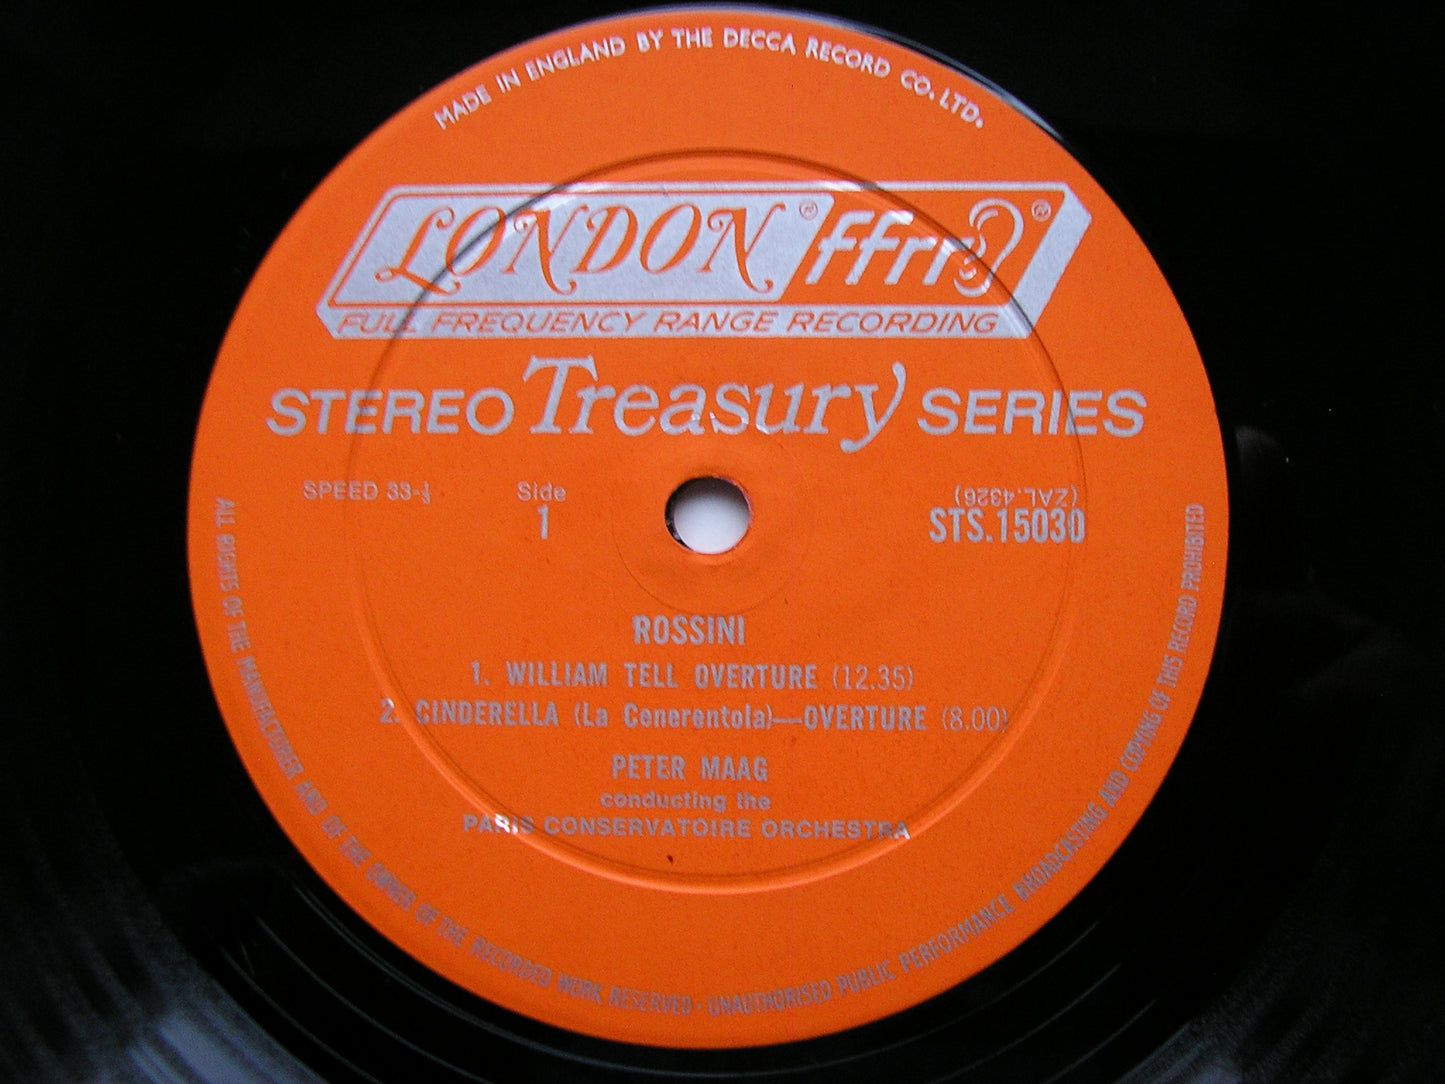 MADE IN ENGLAND BY THE DECCA RECORD CO. LTD.
LONDON ® ffrr ®
FULL FREQUENCY RANGE RECORDING
STEREO Treasury SERIES
SPEED 33-⅓
Side
1
(ZAL.4326)
STS.15030
ROSSINI
1. WILLIAM TELL OVERTURE (12.35)
2. CINDERELLA (La Cenerentola)—OVERTURE (8.00)
PETER MAAG
conducting the
PARIS CONSERVATOIRE ORCHESTRA
ALL RIGHTS OF THE MANUFACTURER AND OF THE OWNER OF THE RECORDED WORK RESERVED · UNAUTHORISED PUBLIC PERFORMANCE BROADCASTING AND COPYING OF THIS RECORD PROHIBITED